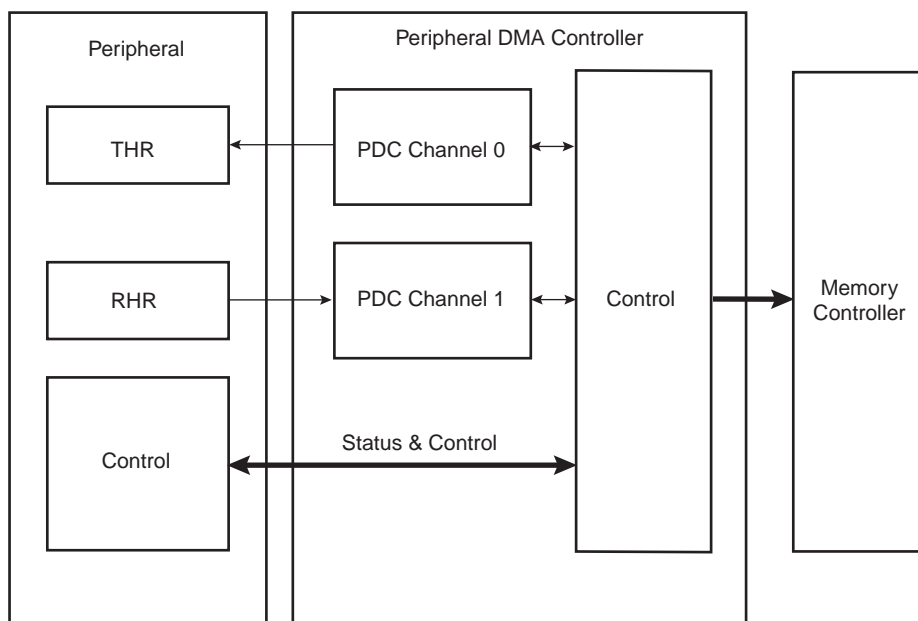 Peripheral
Peripheral DMA Controller
THR
PDC Channel 0
RHR
PDC Channel 1
Control
Memory
Controller
Status & Control
Control